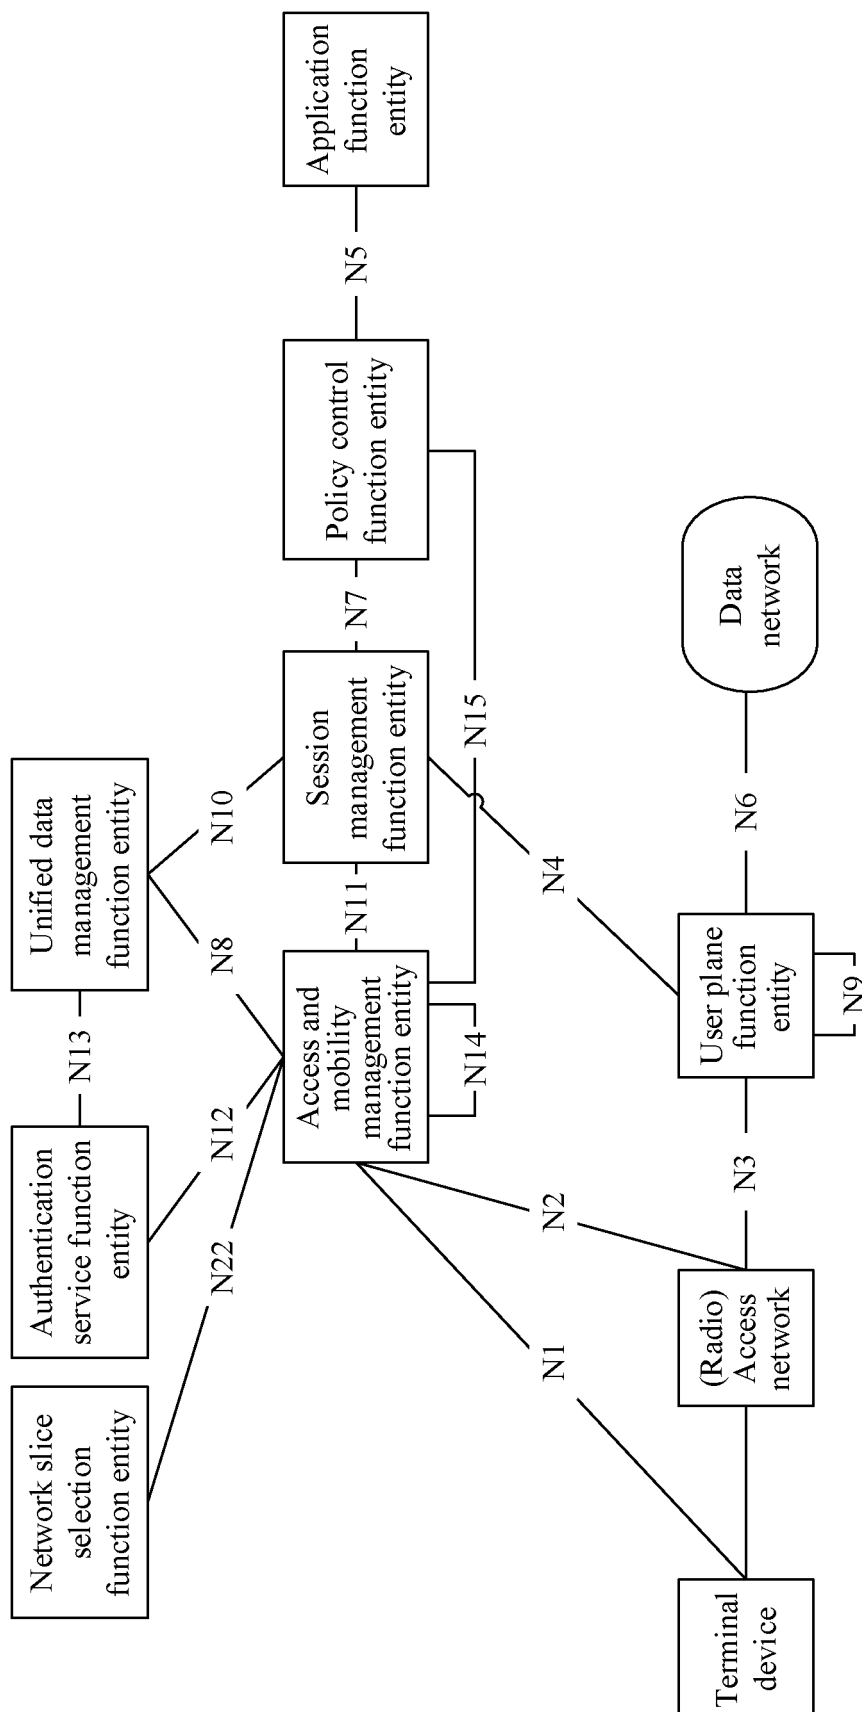 Network slice
selection
function entity
Authentication
service function
entity
N13
Unified data
management
function entity
N22
N12
N8
N10
Access and
mobility
management
function entity
N11
Session
management
function entity
N7
Policy control
function entity
N5
Application
function
entity
N14
N15
N1
N2
N4
Terminal
device
(Radio)
Access
network
N3
User plane
function
entity
N6
Data
network
N9